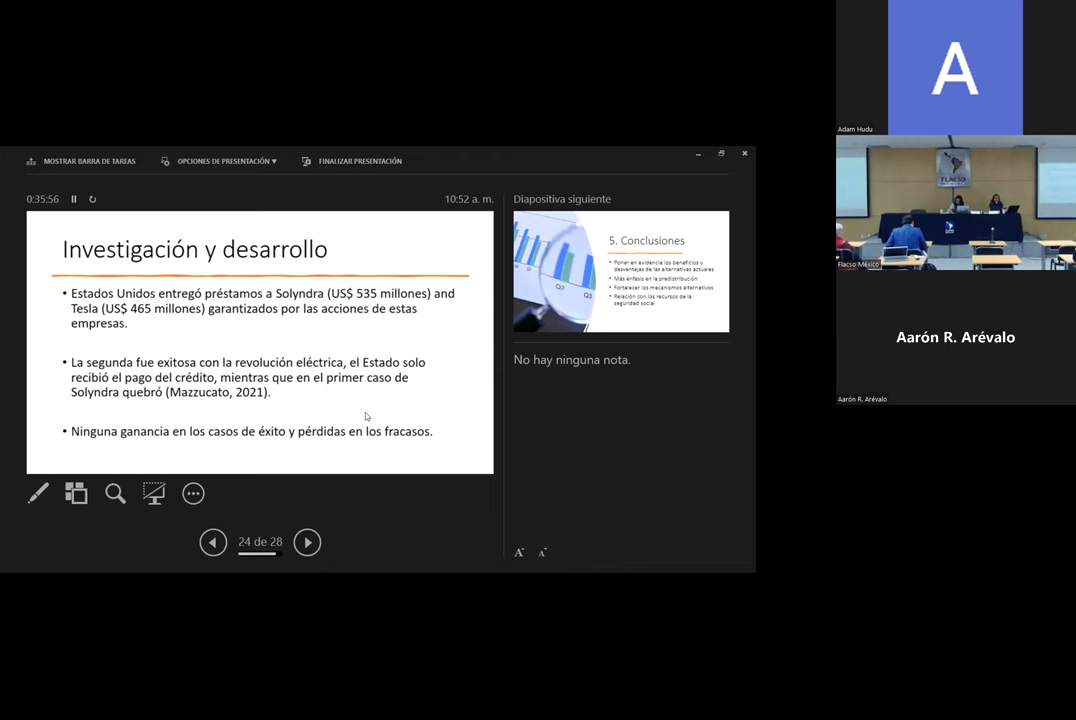 MOSTRAR BARRA DE TAREAS
OPCIONES DE PRESENTACIÓN ▼
FINALIZAR PRESENTACIÓN
0:35:56
10:52 a. m.
Investigación y desarrollo
• Estados Unidos entregó préstamos a Solyndra (US$ 535 millones) and
Tesla (US$ 465 millones) garantizados por las acciones de estas
empresas.
• La segunda fue exitosa con la revolución eléctrica, el Estado solo
recibió el pago del crédito, mientras que en el primer caso de
Solyndra quebró (Mazzucato, 2021).
• Ninguna ganancia en los casos de éxito y pérdidas en los fracasos.
24 de 28
Diapositiva siguiente
5. Conclusiones
• Poner en evidencia los beneficios y
desventajas de las alternativas actuales
• Más énfasis en la predistribución
• Fortalecer los mecanismos alternativos
• Relación con los recursos de la
seguridad social
Q2
Q3
No hay ninguna nota.
A
A
A
Adam Hudu
FLACSO
Flacso México
Aarón R. Arévalo
Aarón R. Arévalo